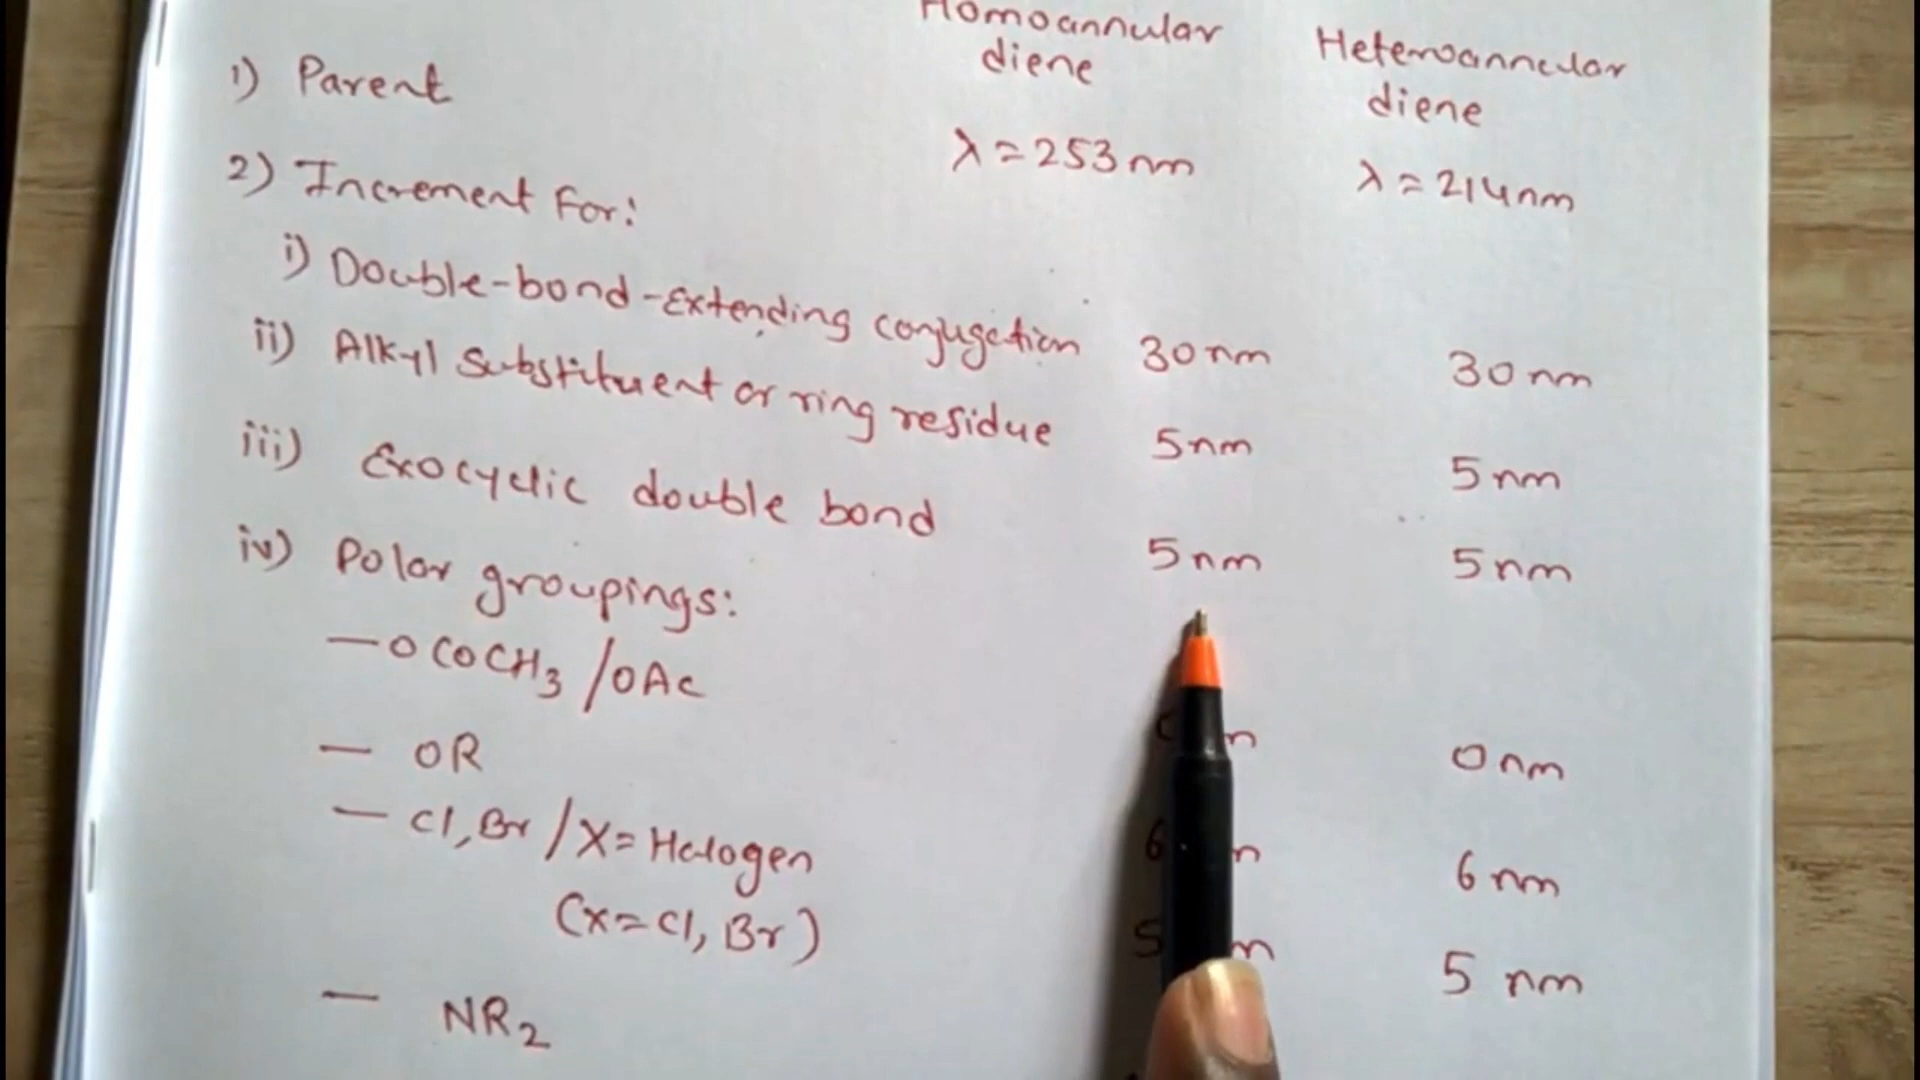 Homoannular diene
Heteroannular diene
1) Parent
λ = 253 nm
λ = 214 nm
2) Increment for:
i) Double-bond-Extending conjugation 30 nm 30 nm
ii) Alkyl Substituent or ring residue 5 nm 5 nm
iii) Exocyclic double bond 5 nm 5 nm
iv) Polar groupings:
— OCOCH3 / OAc 0 nm
— OR 6 nm
— Cl, Br / X = Halogen 5 nm
(X = Cl, Br)
— NR2